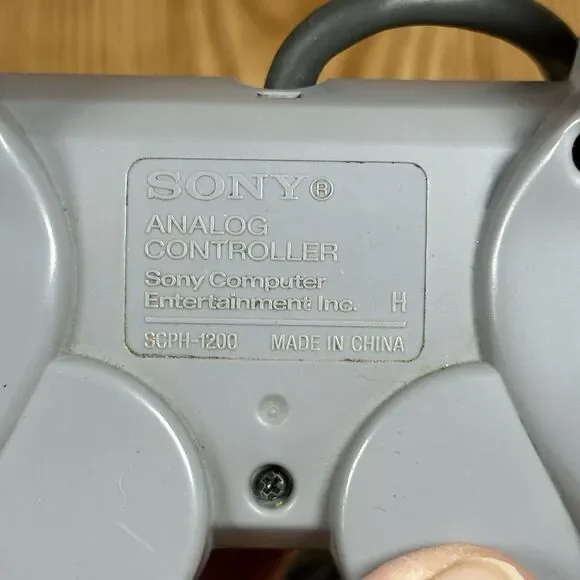 SONY®
ANALOG
CONTROLLER
Sony Computer
Entertainment Inc. H
SCPH-1200 MADE IN CHINA